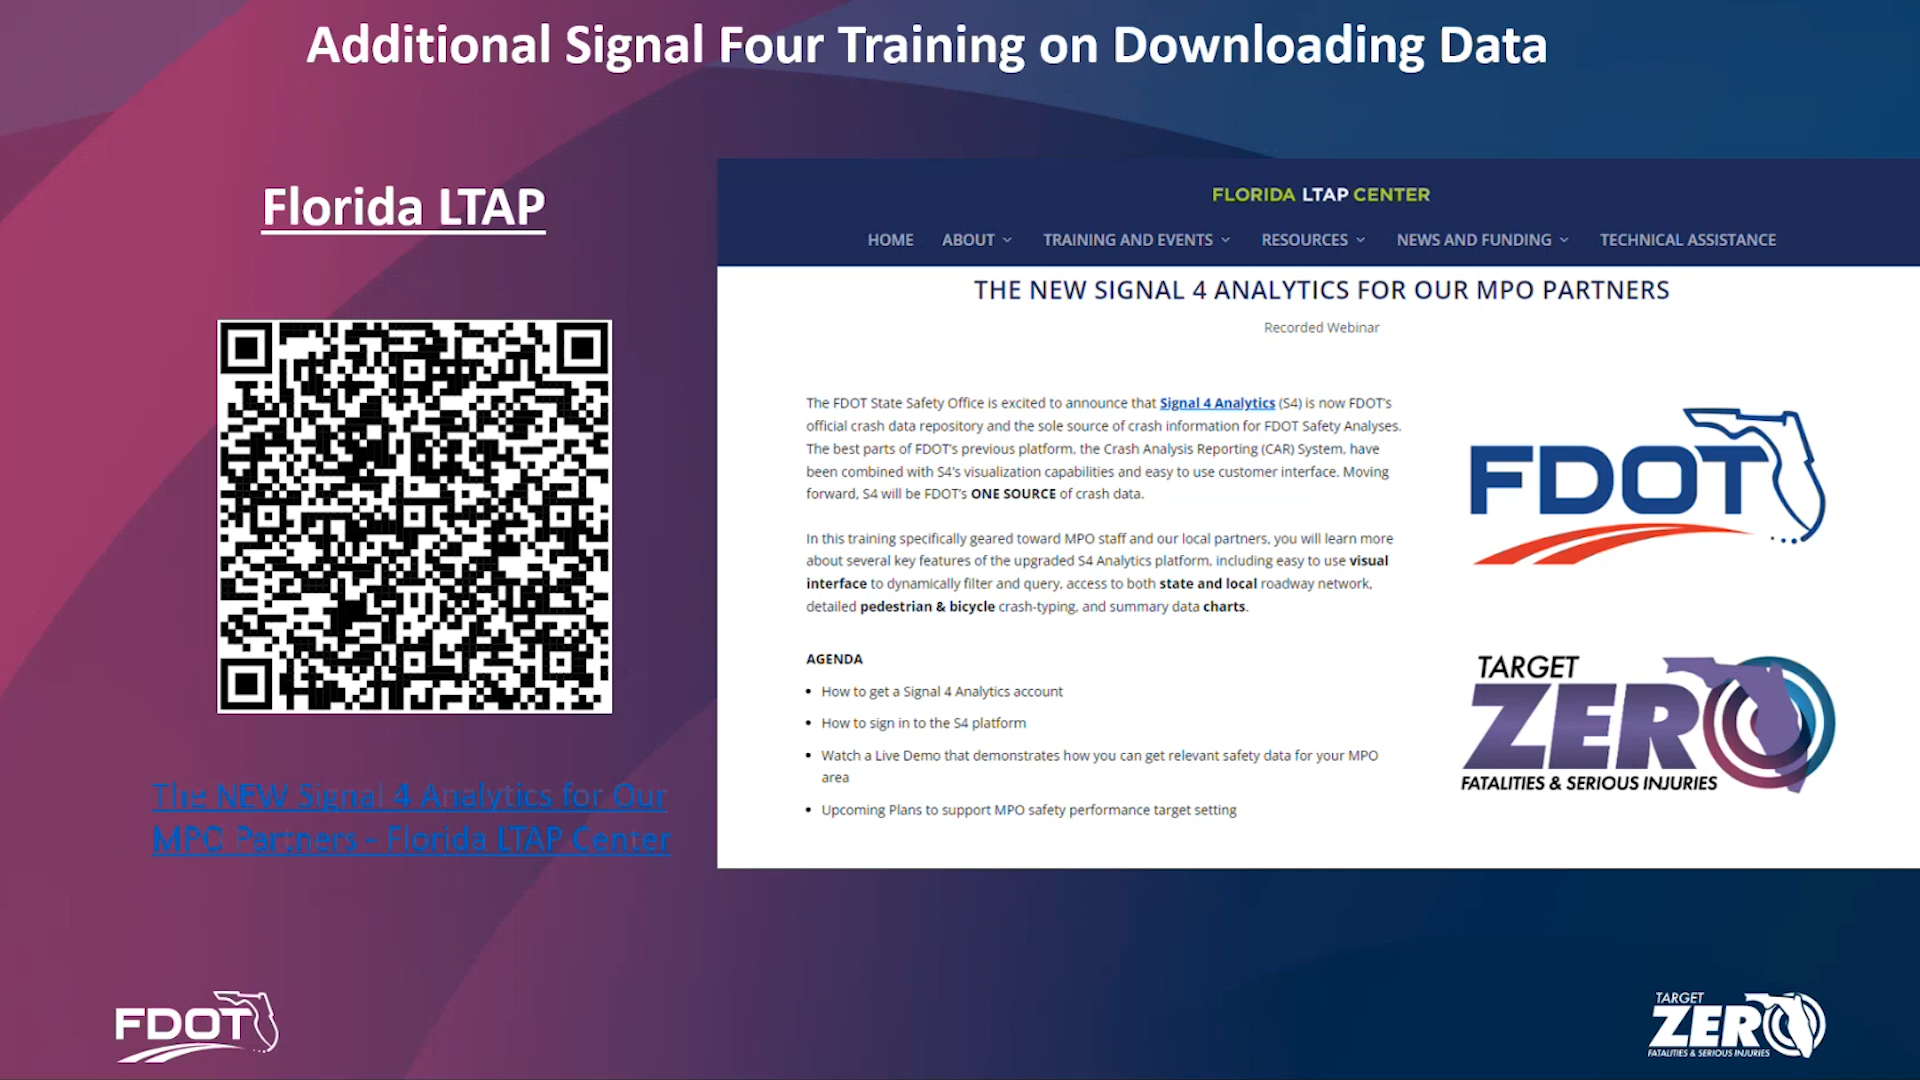 Additional Signal Four Training on Downloading Data
Florida LTAP
The NEW Signal 4 Analytics for Our
MPO Partners - Florida LTAP Center
FLORIDA LTAP CENTER
HOME ABOUT TRAINING AND EVENTS RESOURCES NEWS AND FUNDING TECHNICAL ASSISTANCE
THE NEW SIGNAL 4 ANALYTICS FOR OUR MPO PARTNERS
Recorded Webinar
The FDOT State Safety Office is excited to announce that Signal 4 Analytics (S4) is now FDOT's
official crash data repository and the sole source of crash information for FDOT Safety Analyses.
The best parts of FDOT's previous platform, the Crash Analysis Reporting (CAR) System, have
been combined with S4's visualization capabilities and easy to use customer interface. Moving
forward, S4 will be FDOT's ONE SOURCE of crash data.
In this training specifically geared toward MPO staff and our local partners, you will learn more
about several key features of the upgraded S4 Analytics platform, including easy to use visual
interface to dynamically filter and query, access to both state and local roadway network,
detailed pedestrian & bicycle crash-typing, and summary data charts.
AGENDA
• How to get a Signal 4 Analytics account
• How to sign in to the S4 platform
• Watch a Live Demo that demonstrates how you can get relevant safety data for your MPO
area
• Upcoming Plans to support MPO safety performance target setting
FDOT
TARGET
ZERO
FATALITIES & SERIOUS INJURIES
FDOT
TARGET
ZERO
FATALITIES & SERIOUS INJURIES